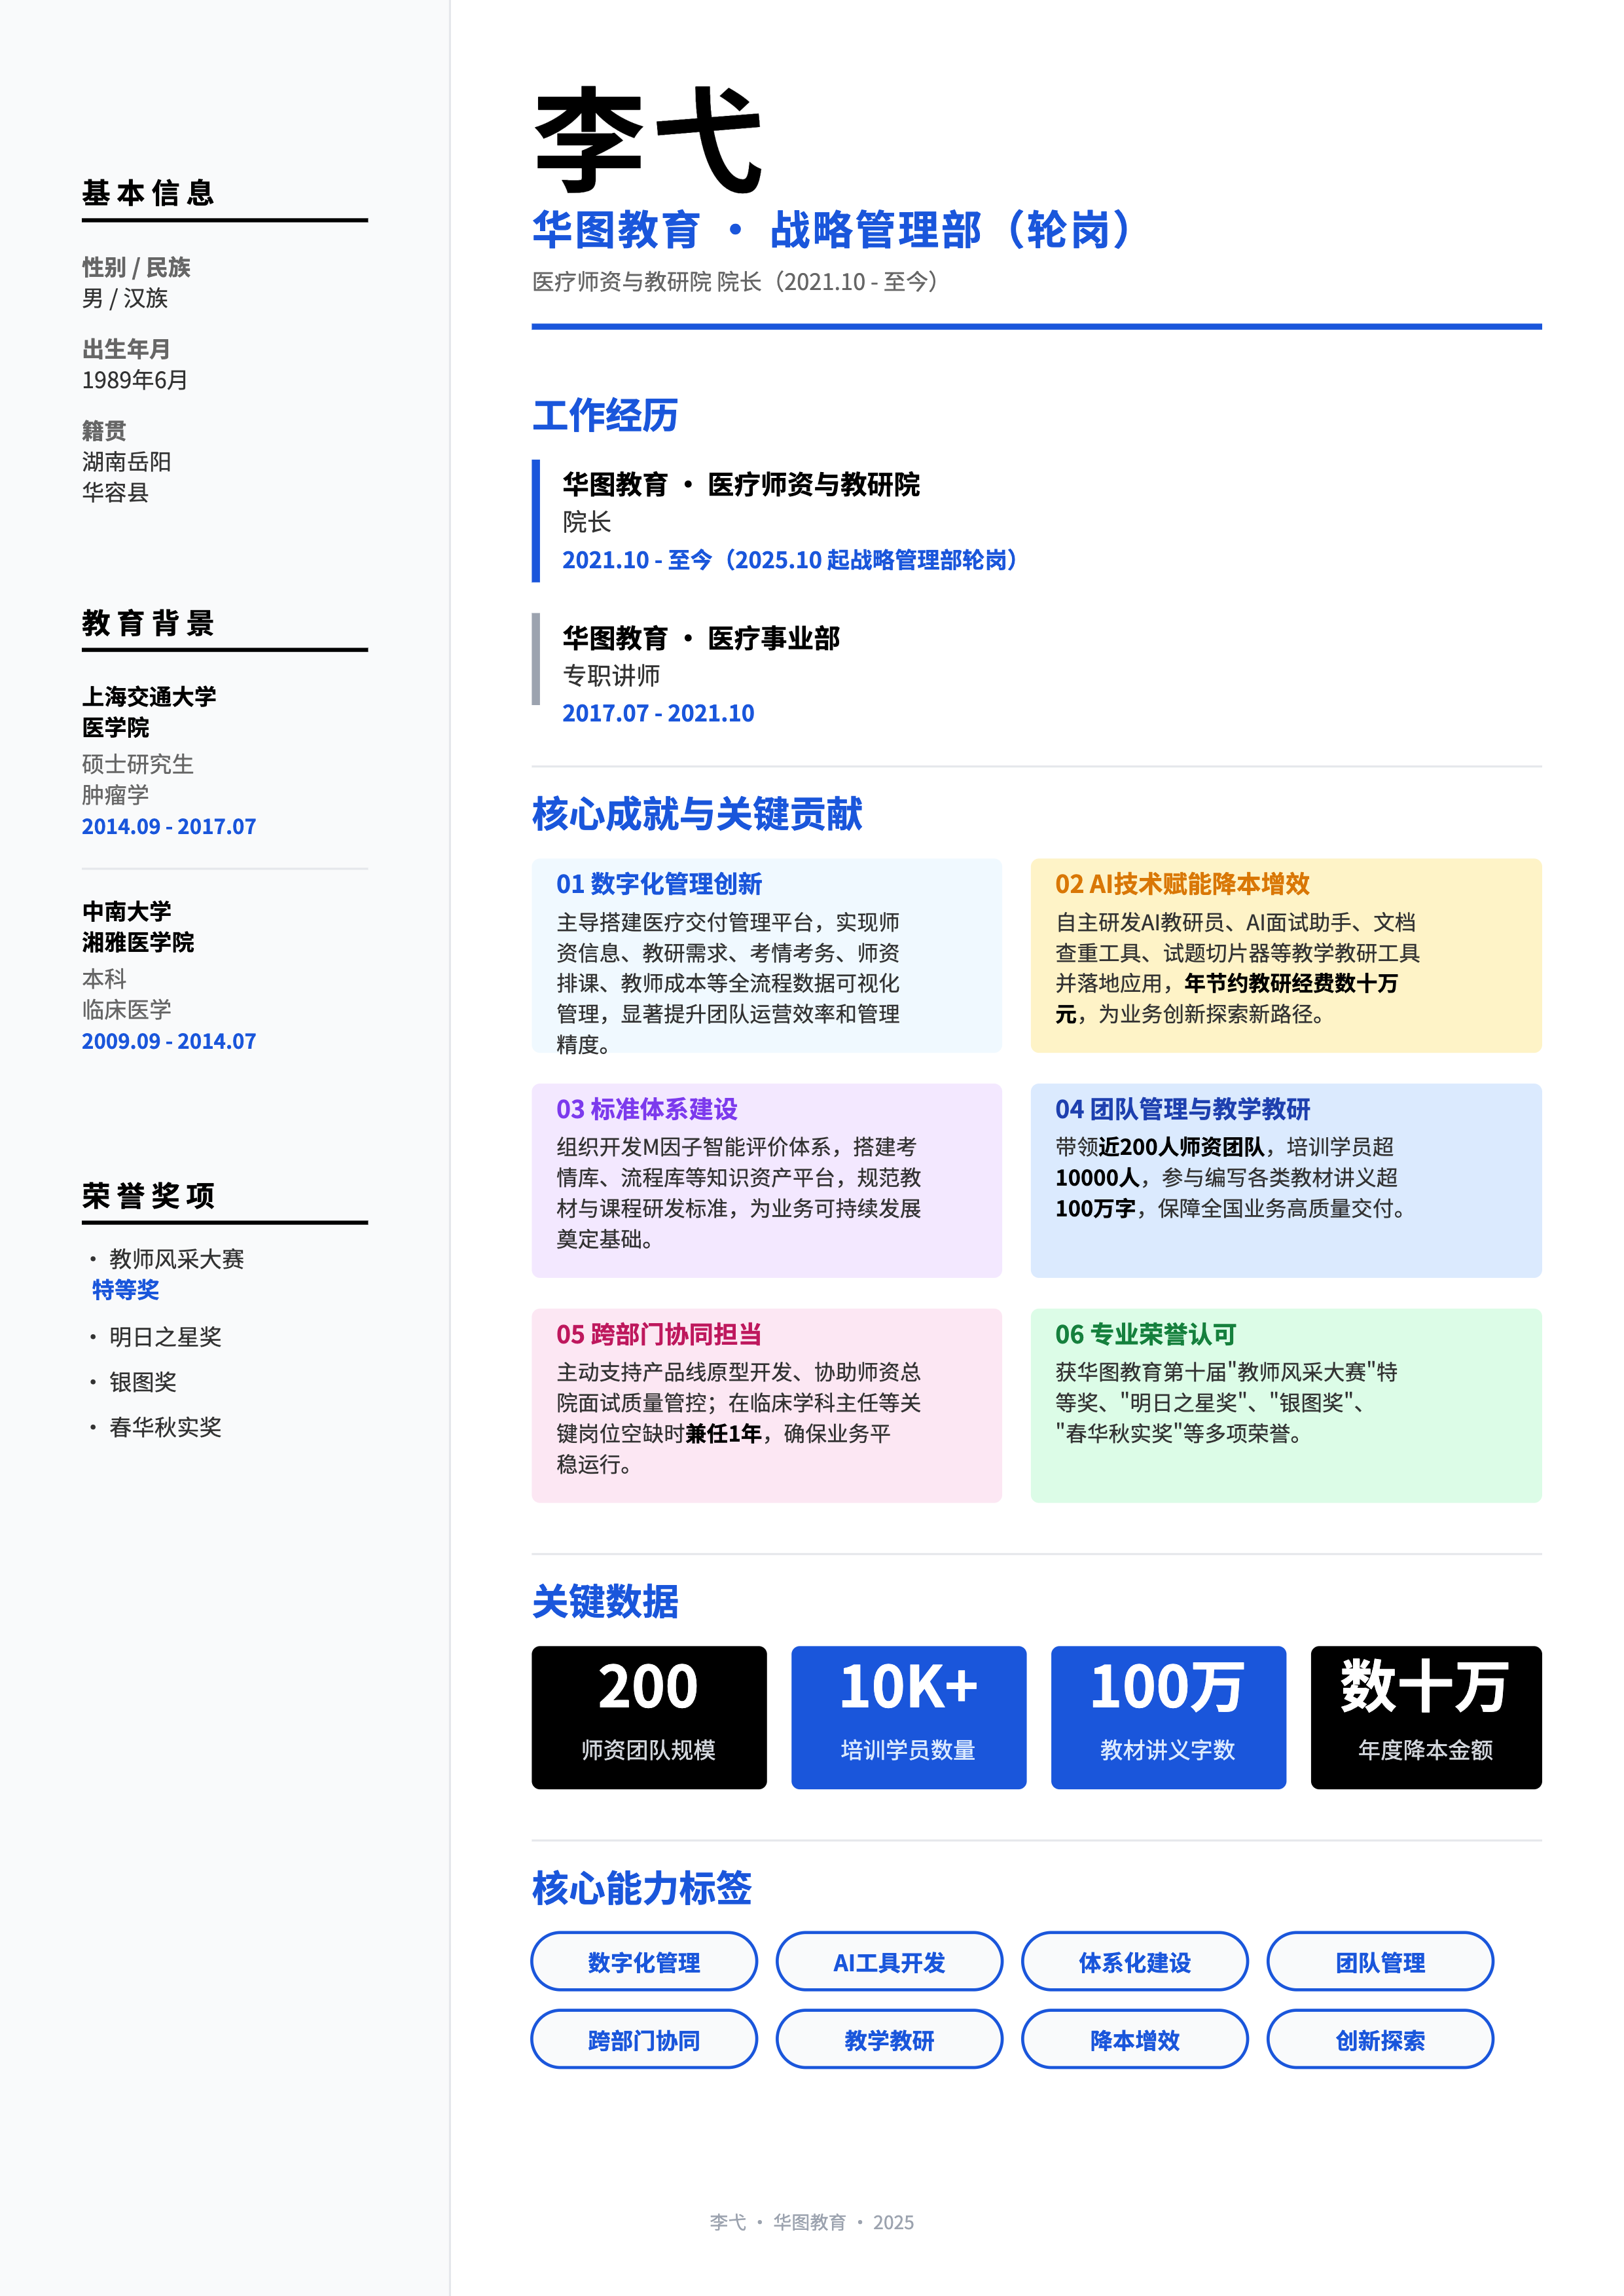 基本信息
性别 / 民族
男 / 汉族
出生年月
1989年6月
籍贯
湖南岳阳
华容县
教育背景
上海交通大学
医学院
硕士研究生
肿瘤学
2014.09 - 2017.07
中南大学
湘雅医学院
本科
临床医学
2009.09 - 2014.07
荣誉奖项
· 教师风采大赛
特等奖
· 明日之星奖
· 银图奖
· 春华秋实奖
李弋
华图教育 · 战略管理部（轮岗）
医疗师资与教研院 院长（2021.10 - 至今）
工作经历
华图教育 · 医疗师资与教研院
院长
2021.10 - 至今（2025.10 起战略管理部轮岗）
华图教育 · 医疗事业部
专职讲师
2017.07 - 2021.10
核心成就与关键贡献
01 数字化管理创新
主导搭建医疗交付管理平台，实现师
资信息、教研需求、考情考务、师资
排课、教师成本等全流程数据可视化
管理，显著提升团队运营效率和管理
精度。
02 AI技术赋能降本增效
自主研发AI教研员、AI面试助手、文档
查重工具、试题切片器等教学教研工具
并落地应用，年节约教研经费数十万
元，为业务创新探索新路径。
03 标准体系建设
组织开发M因子智能评价体系，搭建考
情库、流程库等知识资产平台，规范教
材与课程研发标准，为业务可持续发展
奠定基础。
04 团队管理与教学教研
带领近200人师资团队，培训学员超
10000人，参与编写各类教材讲义超
100万字，保障全国业务高质量交付。
05 跨部门协同担当
主动支持产品线原型开发、协助师资总
院面试质量管控；在临床学科主任等关
键岗位空缺时兼任1年，确保业务平
稳运行。
06 专业荣誉认可
获华图教育第十届"教师风采大赛"特
等奖、"明日之星奖"、"银图奖"、
"春华秋实奖"等多项荣誉。
关键数据
200
师资团队规模
10K+
培训学员数量
100万
教材讲义字数
数十万
年度降本金额
核心能力标签
数字化管理
AI工具开发
体系化建设
团队管理
跨部门协同
教学教研
降本增效
创新探索
李弋 · 华图教育 · 2025